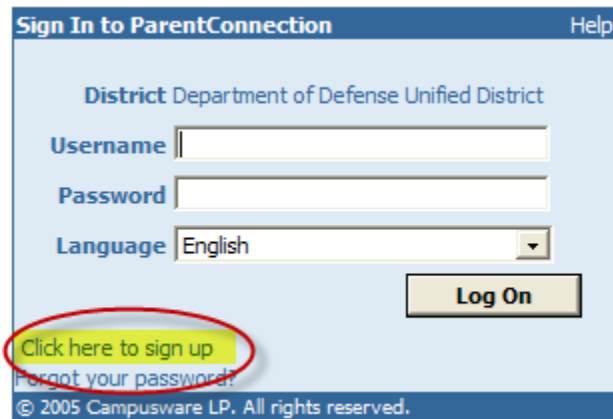 Sign In to ParentConnection Help
District Department of Defense Unified District
Username
Password
Language English
Log On
Click here to sign up
Forgot your password?
© 2005 Campusware LP. All rights reserved.